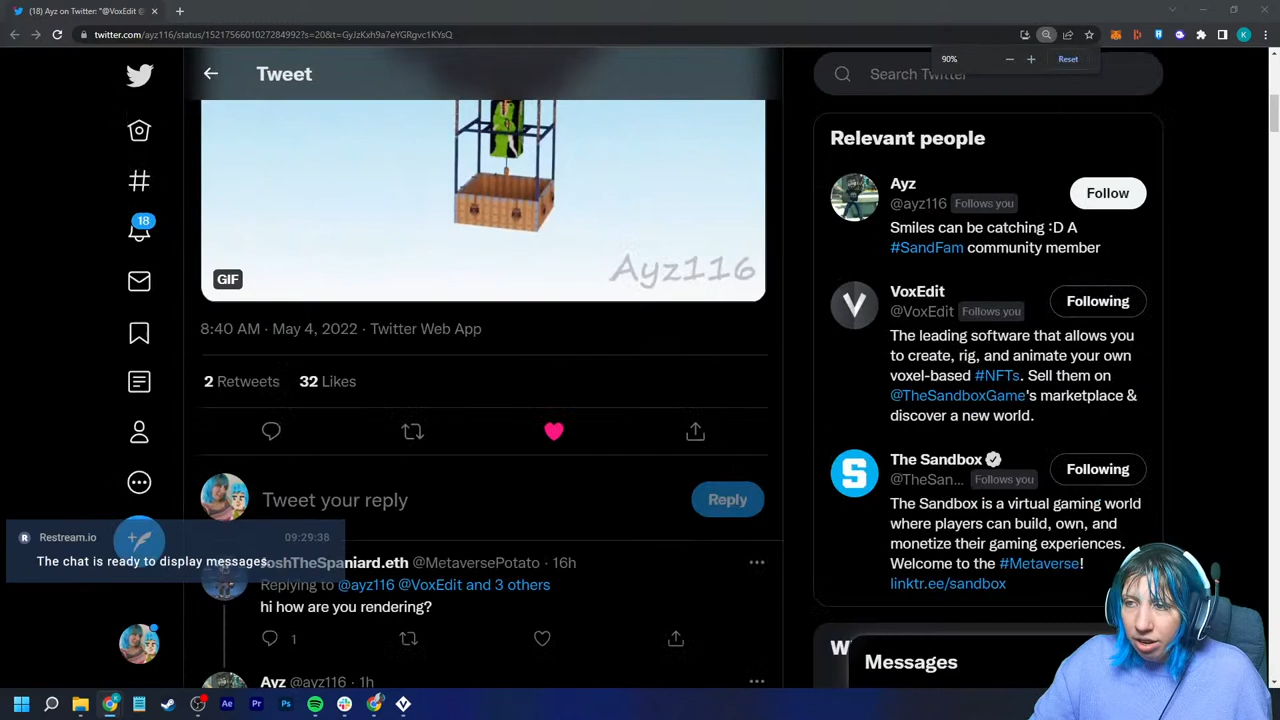 (18) Ayz on Twitter: "@VoxEdit @
twitter.com/ayz116/status/1521756601027284992?s=20&t=GyJzKxh9a7eYGRgvc1KYsQ
90%
Reset
Tweet
Search Twitter
GIF
Ayz116
8:40 AM · May 4, 2022 · Twitter Web App
2 Retweets 32 Likes
18
Tweet your reply
Reply
Restream.io 09:29:38
The chat is ready to display messages.
oshTheSpaniard.eth @MetaversePotato · 16h
Replying to @ayz116 @VoxEdit and 3 others
hi how are you rendering?
1
Ayz @ayz116 · 1h
Relevant people
Ayz
@ayz116 Follows you
Follow
Smiles can be catching :D A
#SandFam community member
VoxEdit
@VoxEdit Follows you
Following
The leading software that allows you
to create, rig, and animate your own
voxel-based #NFTs. Sell them on
@TheSandboxGame's marketplace &
discover a new world.
The Sandbox
@TheSan... Follows you
Following
The Sandbox is a virtual gaming world
where players can build, own, and
monetize their gaming experiences.
Welcome to the #Metaverse!
linktr.ee/sandbox
Messages